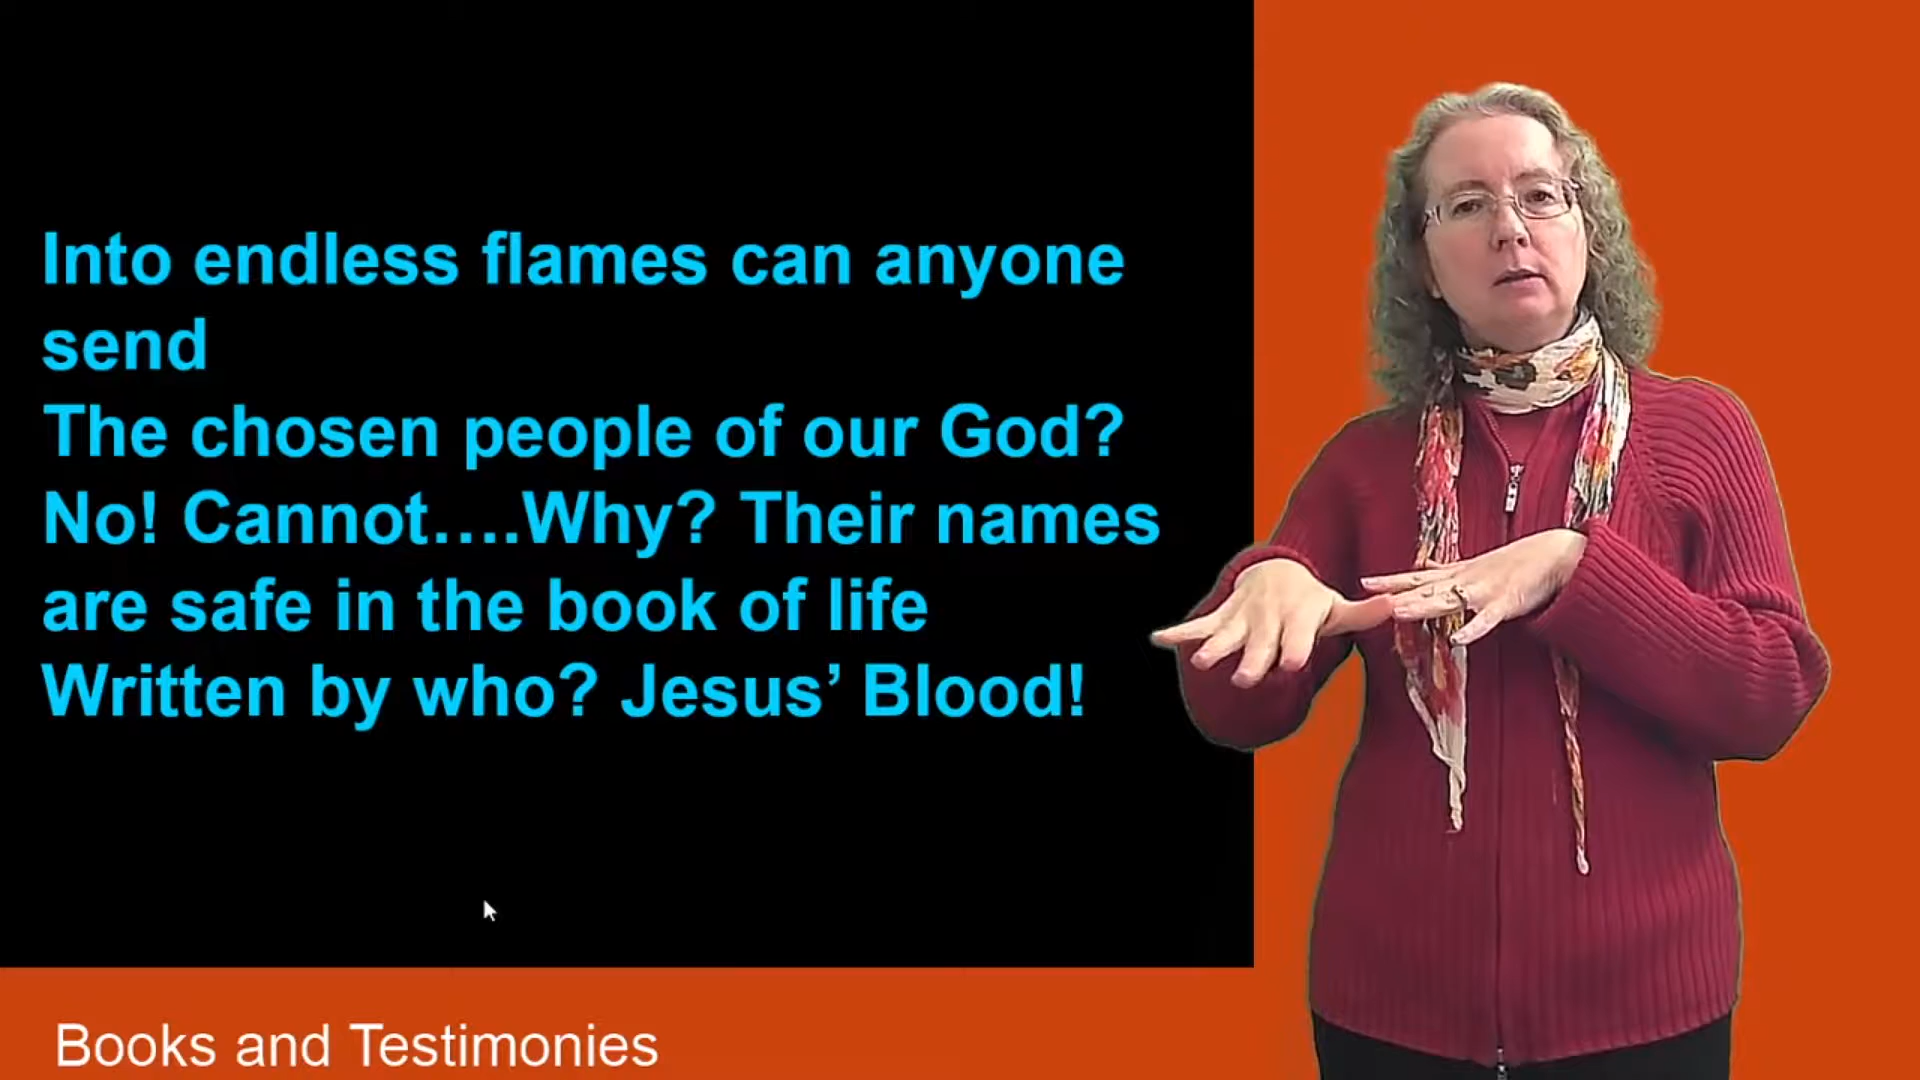 Into endless flames can anyone
send
The chosen people of our God?
No! Cannot….Why? Their names
are safe in the book of life
Written by who? Jesus’ Blood!
Books and Testimonies